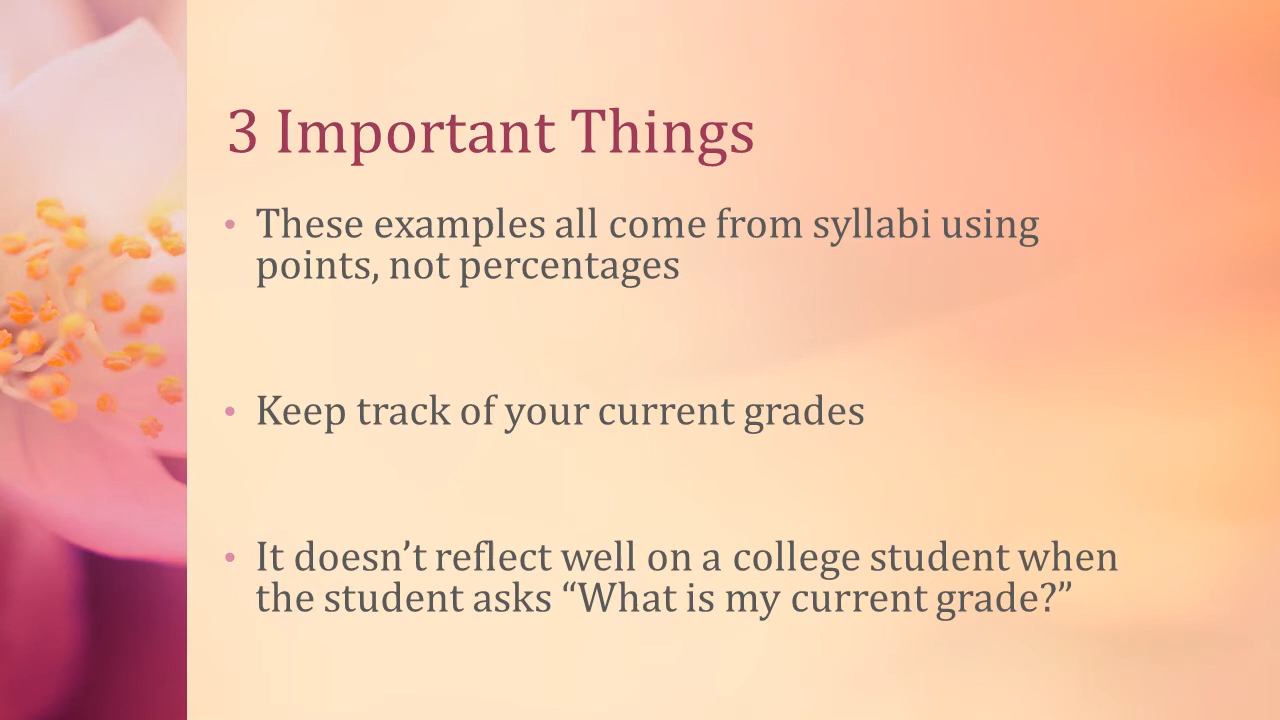 3 Important Things
• These examples all come from syllabi using
points, not percentages
• Keep track of your current grades
• It doesn’t reflect well on a college student when
the student asks “What is my current grade?”